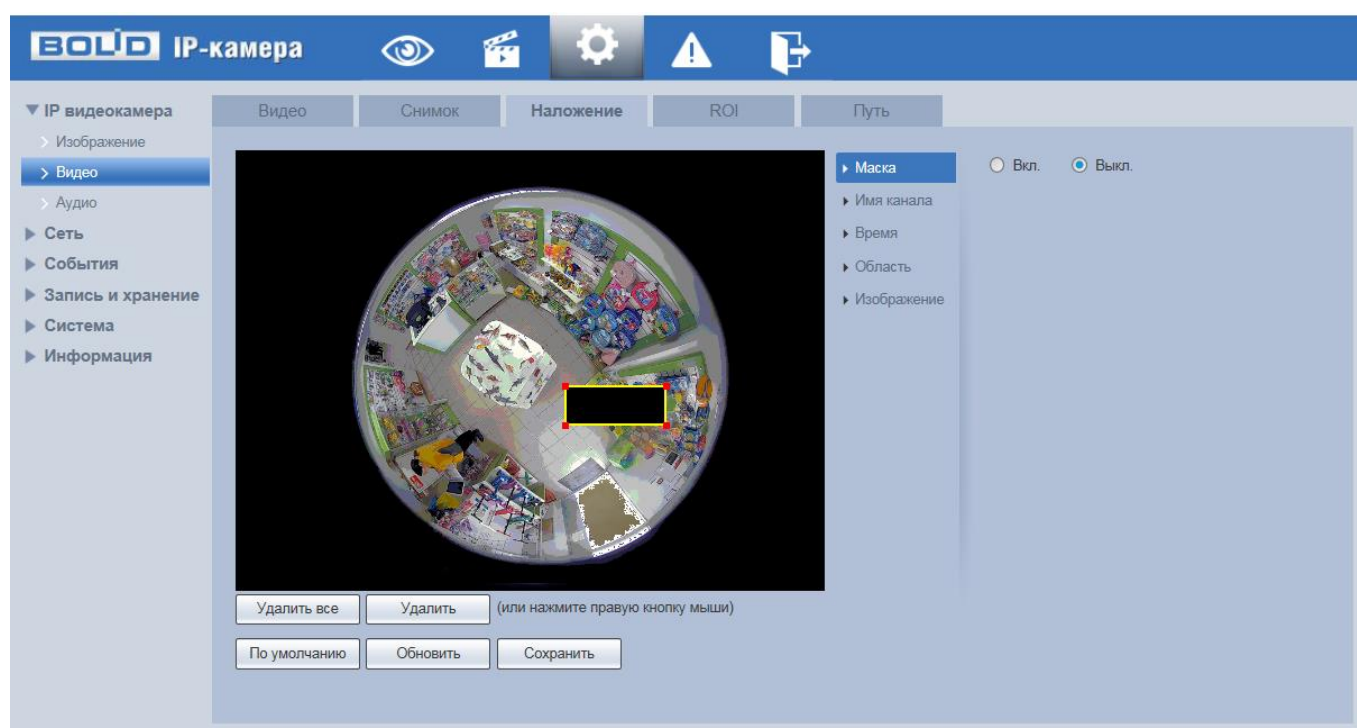 BOLID IP-камера
IP видеокамера
Изображение
Видео
Аудио
Сеть
События
Запись и хранение
Система
Информация
Видео Снимок Наложение ROI Путь
Маска
Имя канала
Время
Область
Изображение
Вкл. Выкл.
Удалить все Удалить (или нажмите правую кнопку мыши)
По умолчанию Обновить Сохранить